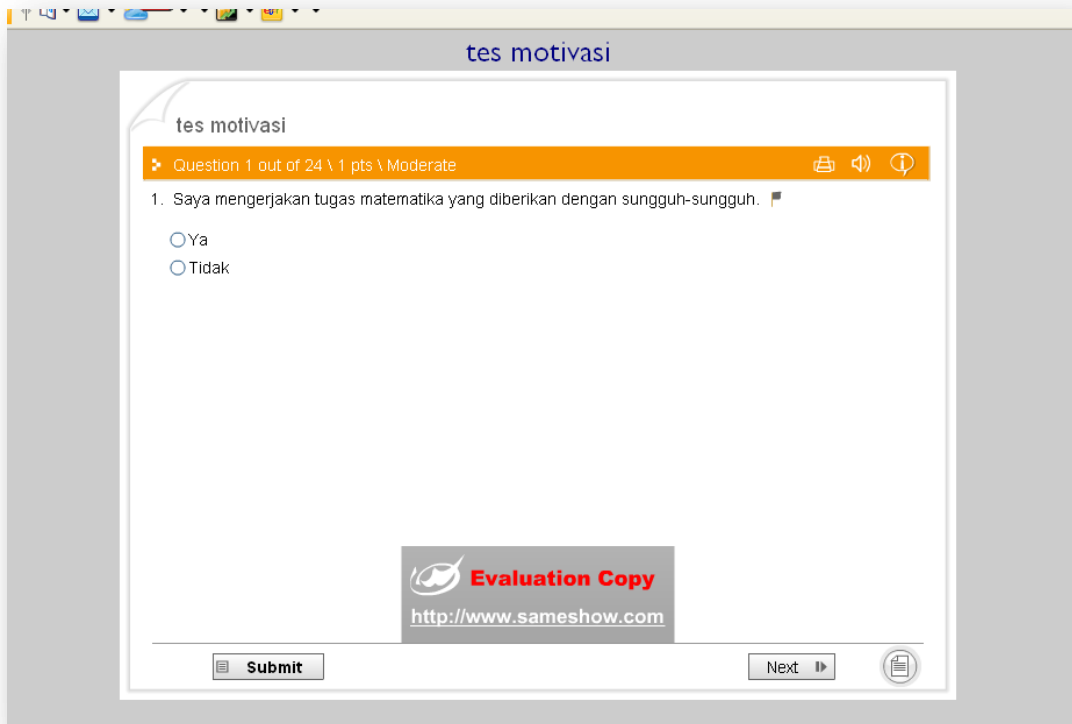 tes motivasi
tes motivasi
Question 1 out of 24 \ 1 pts \ Moderate
1. Saya mengerjakan tugas matematika yang diberikan dengan sungguh-sungguh.
Ya
Tidak
Evaluation Copy
http://www.sameshow.com
Submit
Next